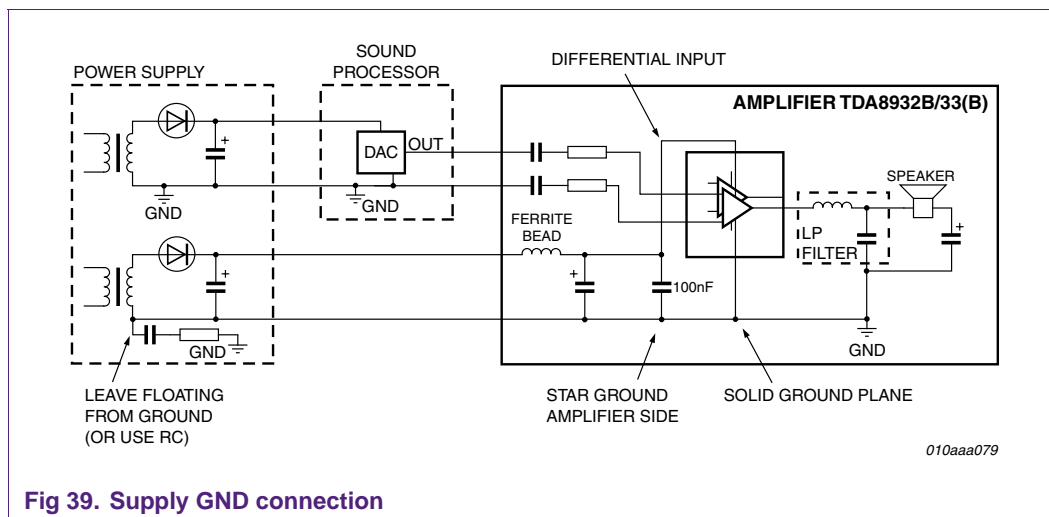 POWER SUPPLY
SOUND
PROCESSOR
DIFFERENTIAL INPUT
AMPLIFIER TDA8932B/33(B)
+
DAC
OUT
GND
GND
SPEAKER
FERRITE
BEAD
LP
FILTER
+
+
+
100nF
GND
GND
LEAVE FLOATING
FROM GROUND
(OR USE RC)
STAR GROUND
AMPLIFIER SIDE
SOLID GROUND PLANE
010aaa079
Fig 39. Supply GND connection